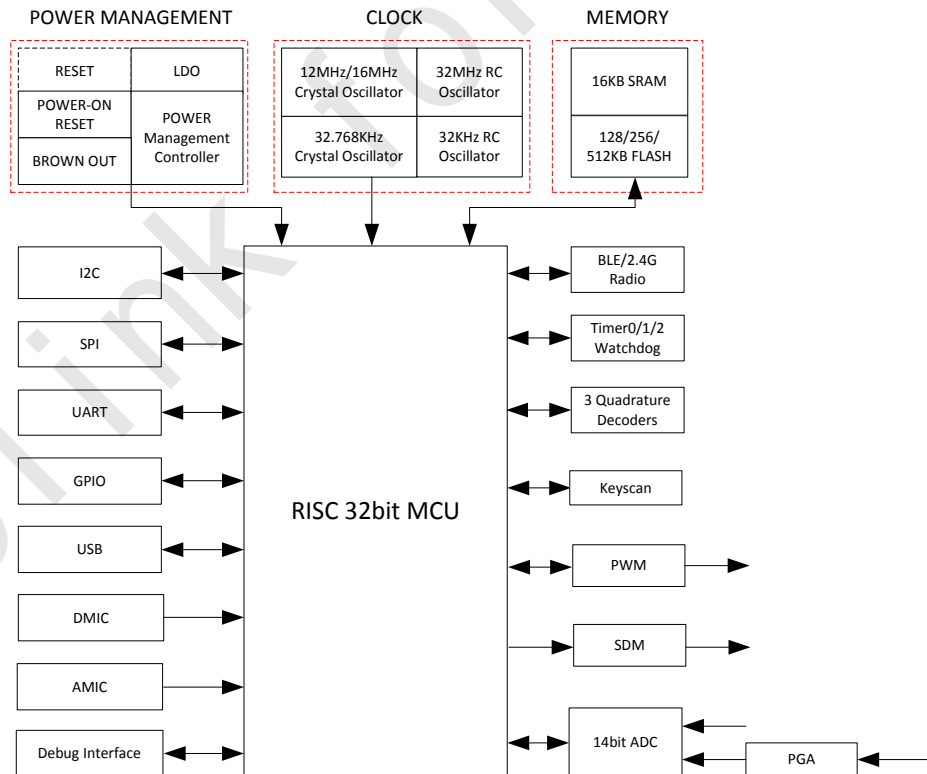 POWER MANAGEMENT
CLOCK
MEMORY
RESET
LDO
POWER-ON
RESET
BROWN OUT
POWER
Management
Controller
12MHz/16MHz
Crystal Oscillator
32MHz RC
Oscillator
32.768KHz
Crystal Oscillator
32KHz RC
Oscillator
16KB SRAM
128/256/
512KB FLASH
I2C
SPI
UART
GPIO
USB
DMIC
AMIC
Debug Interface
RISC 32bit MCU
BLE/2.4G
Radio
Timer0/1/2
Watchdog
3 Quadrature
Decoders
Keyscan
PWM
SDM
14bit ADC
PGA